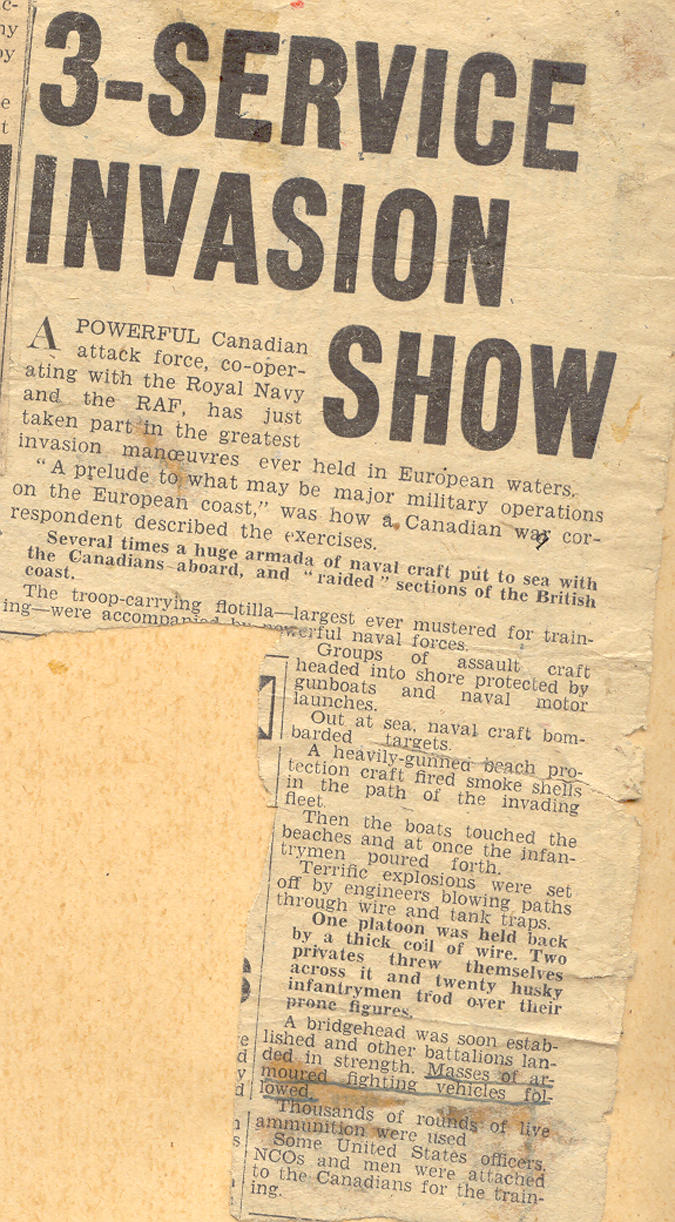 3-SERVICE
INVASION
SHOW
A POWERFUL Canadian
attack force, co-oper-
ating with the Royal Navy
and the RAF, has just
taken part in the greatest
invasion manœuvres ever held in European waters.
"A prelude to what may be major military operations
on the European coast," was how a Canadian war cor-
respondent described the exercises.
Several times a huge armada of naval craft put to sea with
the Canadians aboard, and "raided" sections of the British
coast.
The troop-carrying flotilla—largest ever mustered for train-
ing—were accompanied by powerful naval forces.
Groups of assault craft
headed into shore protected by
gunboats and naval motor
launches.
Out at sea, naval craft bom-
barded targets.
A heavily-gunned beach pro-
tection craft fired smoke shells
in the path of the invading
fleet.
Then the boats touched the
beaches and at once the infan-
trymen poured forth.
Terrific explosions were set
off by engineers blowing paths
through wire and tank traps.
One platoon was held back
by a thick coil of wire. Two
privates threw themselves
across it and twenty husky
infantrymen trod over their
prone figures.
A bridgehead was soon estab-
lished and other battalions lan-
ded in strength. Masses of ar-
moured fighting vehicles fol-
lowed.
Thousands of rounds of live
ammunition were used
Some United States officers,
NCOs and men were attached
to the Canadians for the train-
ing.